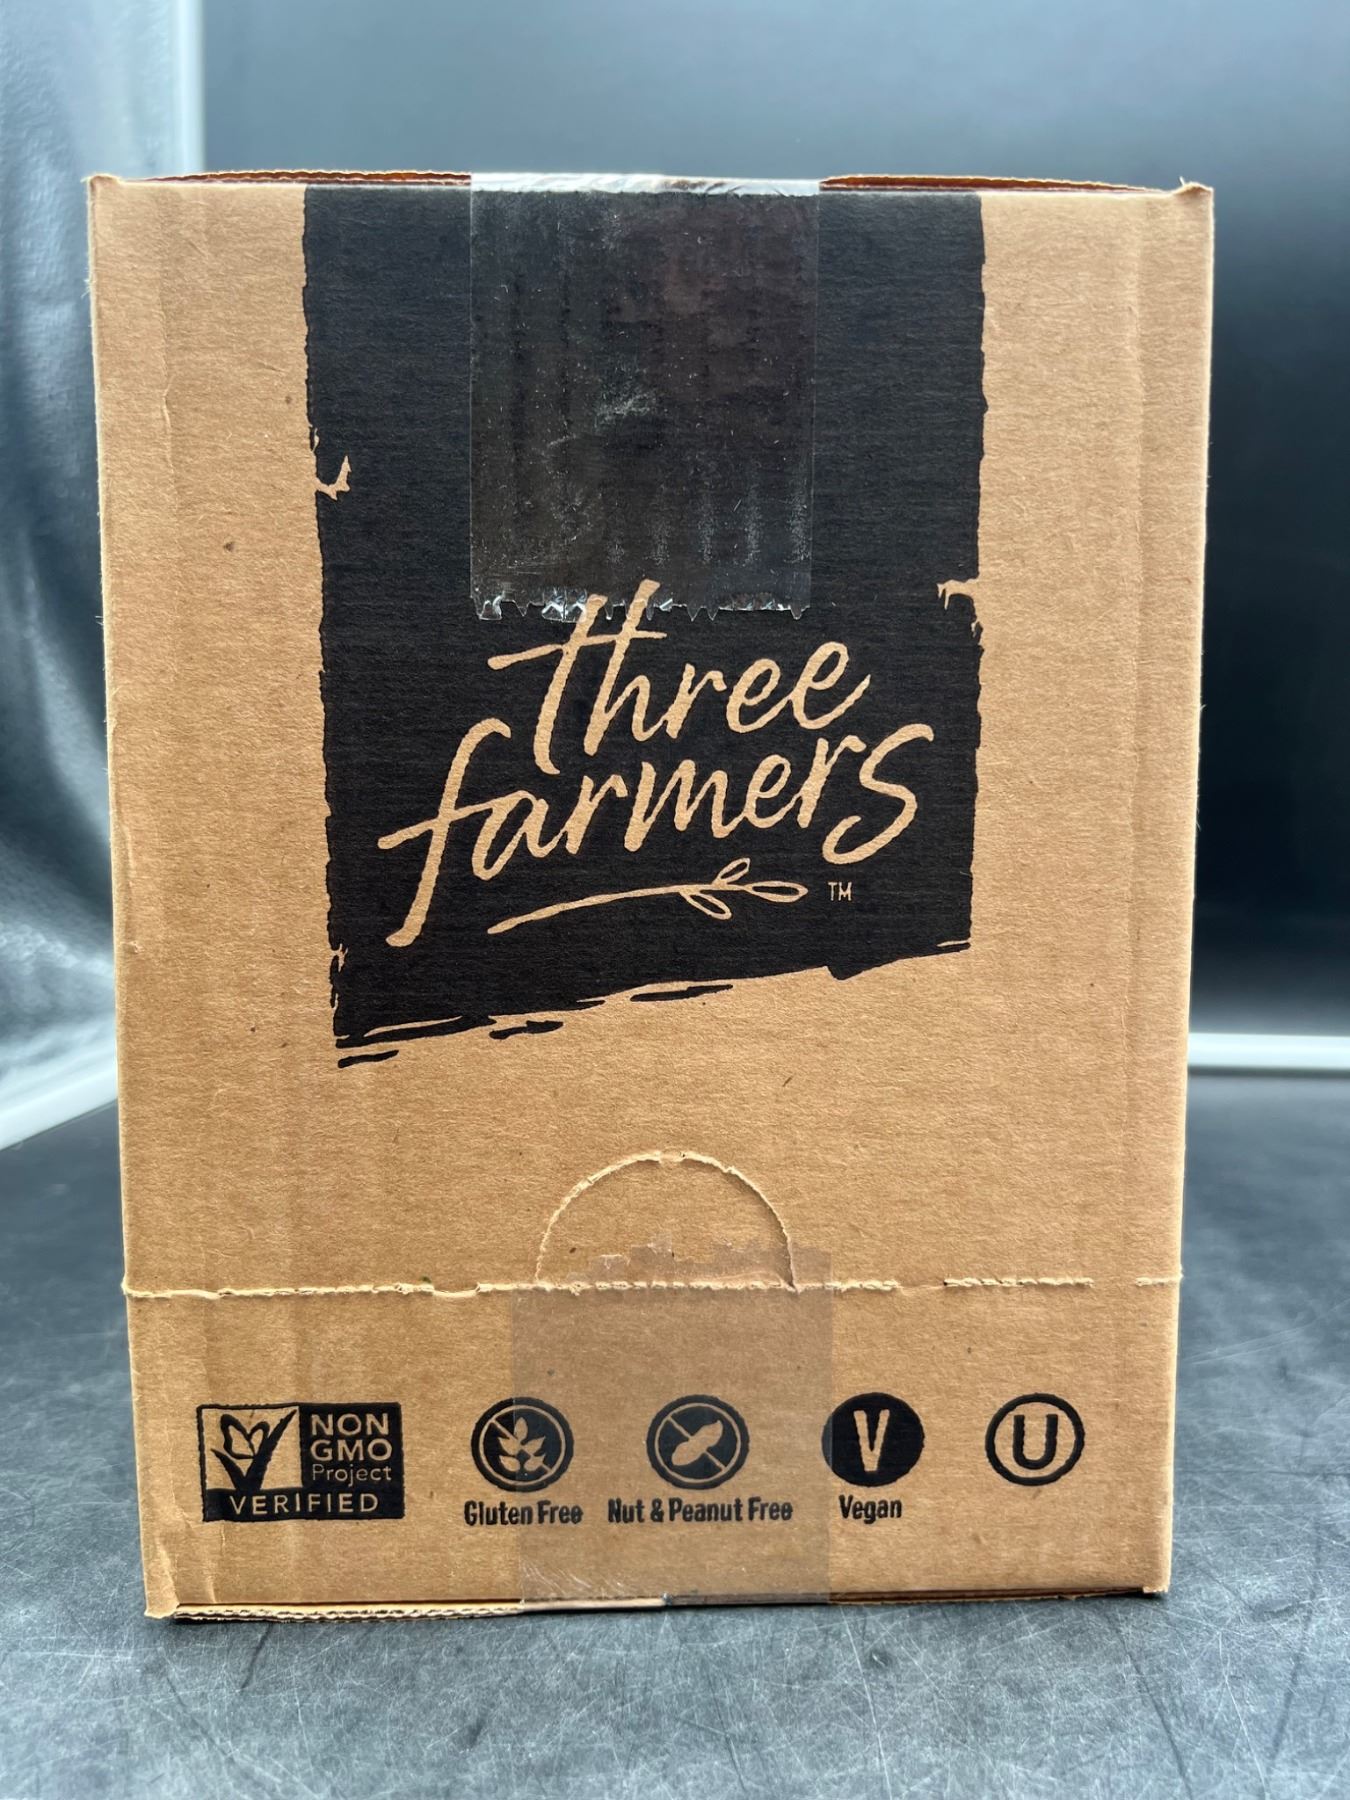 three
farmers
TM
NON
GMO
Project
VERIFIED
Gluten Free
Nut & Peanut Free
V
Vegan
U